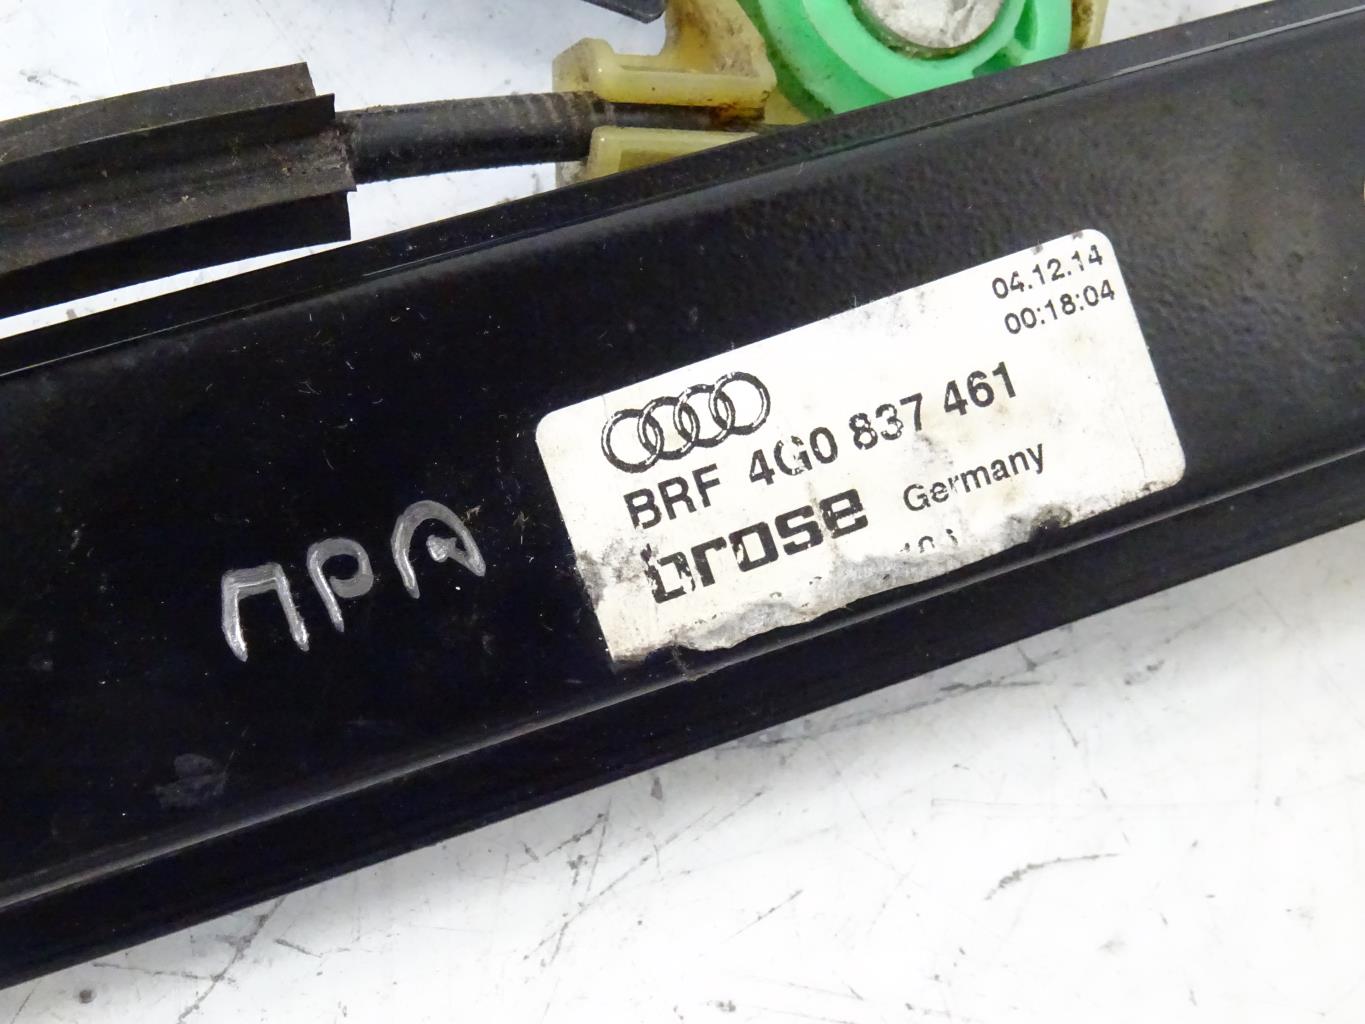 04.12.14
00:18:04
BRF 4G0 837 461
brose Germany
ПРА